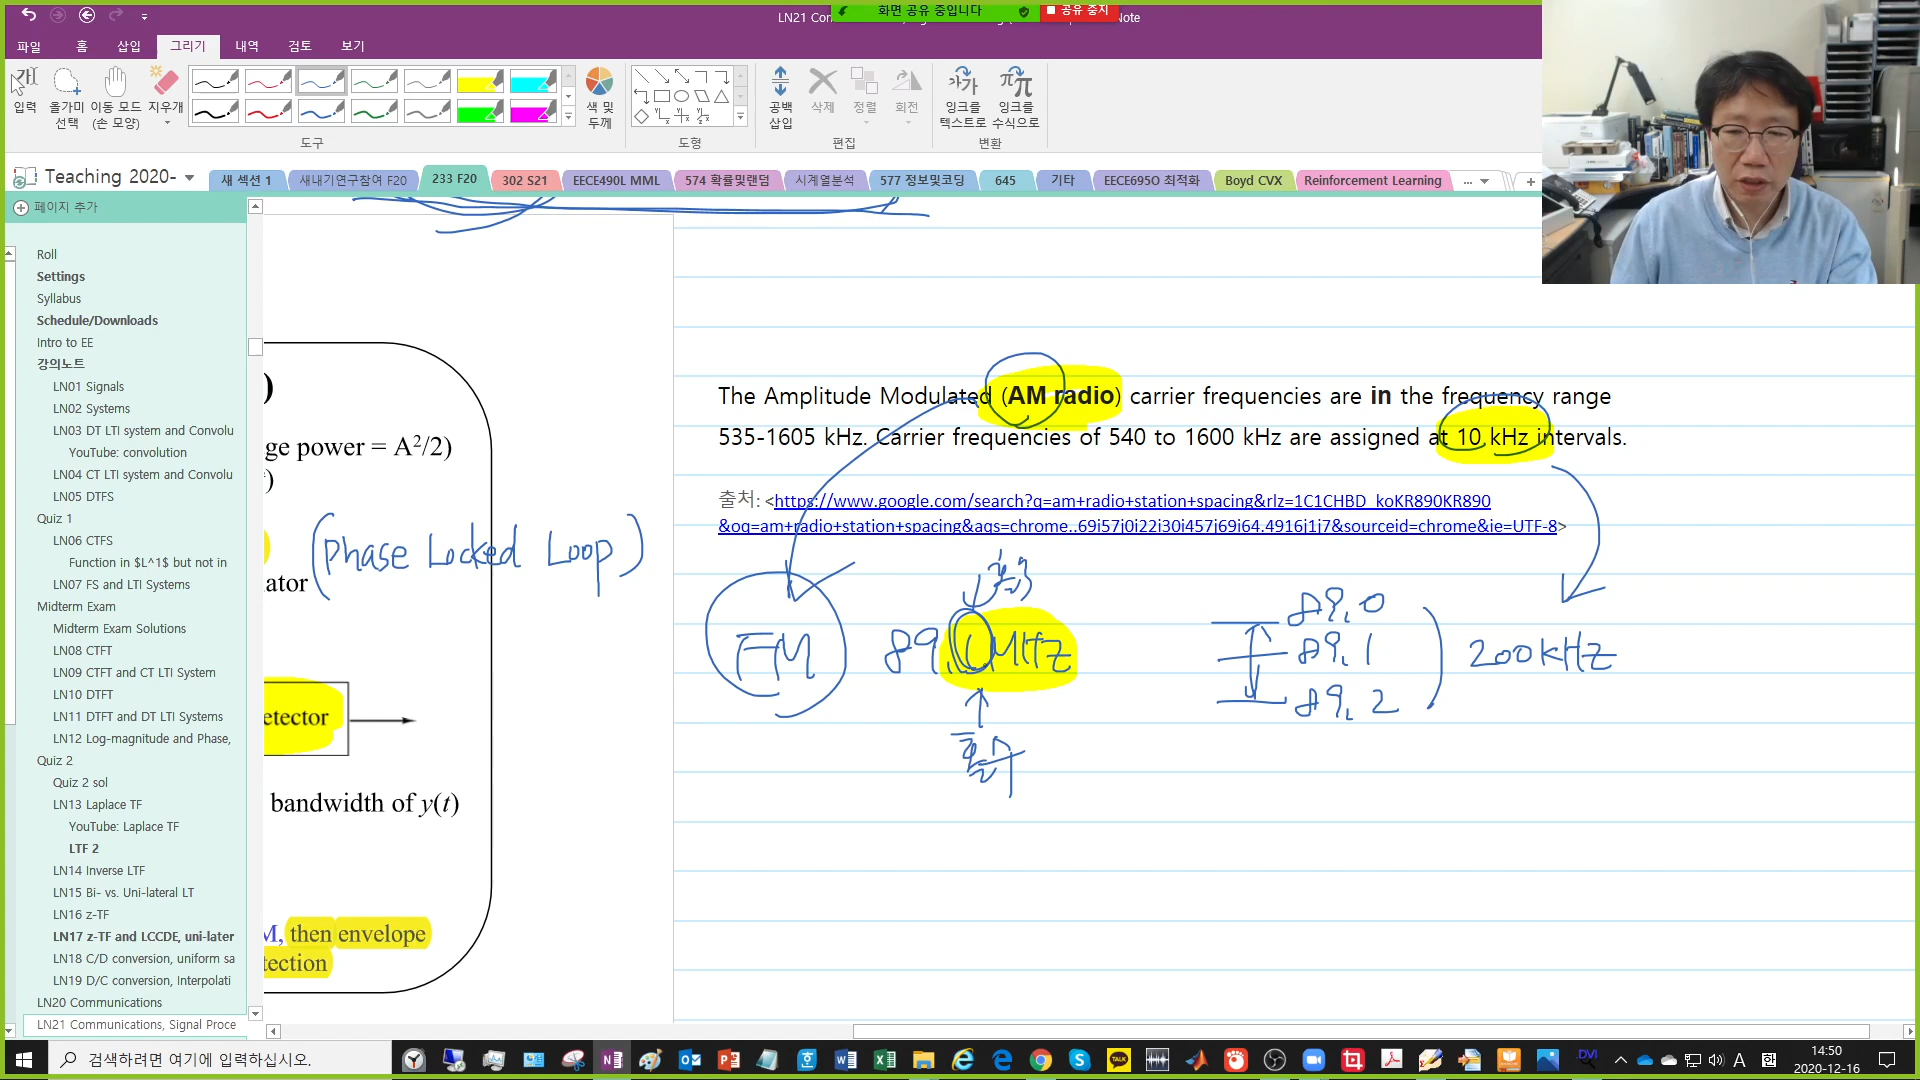 LN21 Con
Note
화면 공유 중입니다
공유 중지
파일 홈 삽입 그리기 내역 검토 보기
입력
올가미 선택
이동 모드 (손 모양)
지우개
색 및 두께
공백 삽입
삭제
정렬
회전
잉크를 텍스트로
잉크를 수식으로
도구
도형
편집
변환
Teaching 2020-
새 섹션 1
새내기연구참여 F20
233 F20
302 S21
EECE490L MML
574 확률및랜덤
시계열분석
577 정보및코딩
645
기타
EECE695O 최적화
Boyd CVX
Reinforcement Learning
...
페이지 추가
Roll
Settings
Syllabus
Schedule/Downloads
Intro to EE
강의노트
LN01 Signals
LN02 Systems
LN03 DT LTI system and Convolu
YouTube: convolution
LN04 CT LTI system and Convolu
LN05 DTFS
Quiz 1
LN06 CTFS
Function in $L^1$ but not in
LN07 FS and LTI Systems
Midterm Exam
Midterm Exam Solutions
LN08 CTFT
LN09 CTFT and CT LTI System
LN10 DTFT
LN11 DTFT and DT LTI Systems
LN12 Log-magnitude and Phase,
Quiz 2
Quiz 2 sol
LN13 Laplace TF
YouTube: Laplace TF
LTF 2
LN14 Inverse LTF
LN15 Bi- vs. Uni-lateral LT
LN16 z-TF
LN17 z-TF and LCCDE, uni-later
LN18 C/D conversion, uniform sa
LN19 D/C conversion, Interpolati
LN20 Communications
LN21 Communications, Signal Proce
)
ge power = A²/2)
)
(Phase Locked Loop)
ator
etector
bandwidth of y(t)
M, then envelope
tection
The Amplitude Modulated (AM radio) carrier frequencies are in the frequency range
535-1605 kHz. Carrier frequencies of 540 to 1600 kHz are assigned at 10 kHz intervals.
출처: <https://www.google.com/search?q=am+radio+station+spacing&rlz=1C1CHBD_koKR890KR890
&oq=am+radio+station+spacing&aqs=chrome..69i57j0i22i30i457j69i64.4916j1j7&sourceid=chrome&ie=UTF-8>
FM 89.1MHz
홀수
89.0
89.1
89.2
200kHz
검색하려면 여기에 입력하십시오.
A
한
14:50
2020-12-16